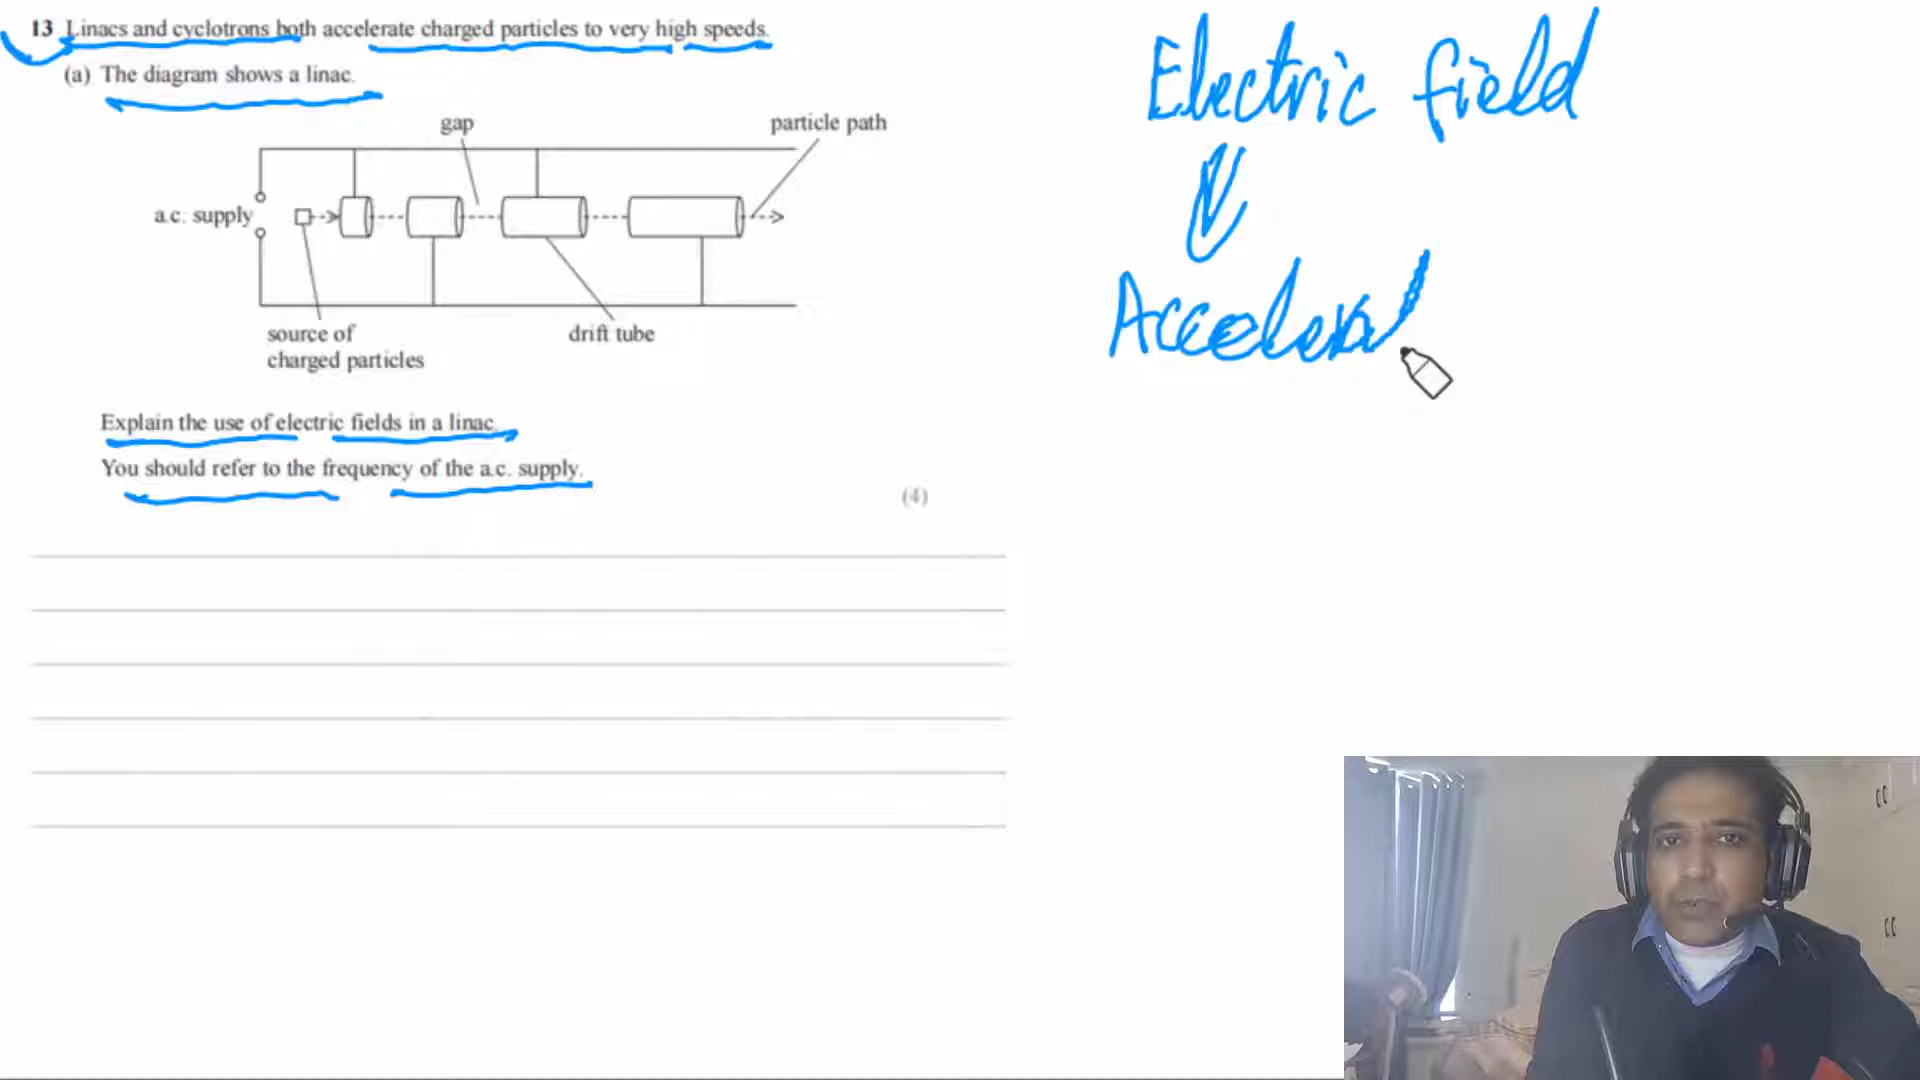 13 Linacs and cyclotrons both accelerate charged particles to very high speeds.
(a) The diagram shows a linac.
gap
particle path
a.c. supply
source of
charged particles
drift tube
Explain the use of electric fields in a linac.
You should refer to the frequency of the a.c. supply.
(4)
Electric field
Accelerat